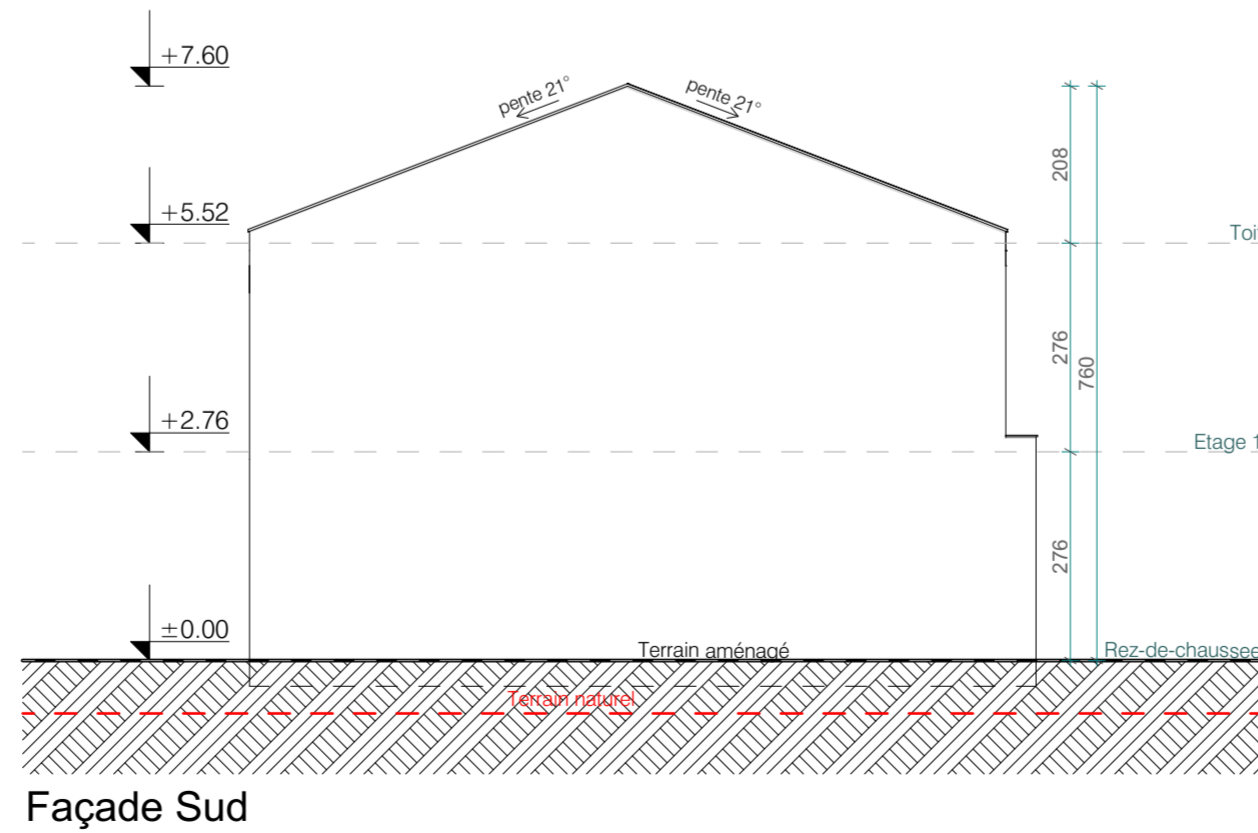 +7.60
pente 21°
pente 21°
208
+5.52
Toi
276
760
+2.76
Etage 1
276
±0.00
Terrain aménagé
Rez-de-chaussee
Terrain naturel
Façade Sud